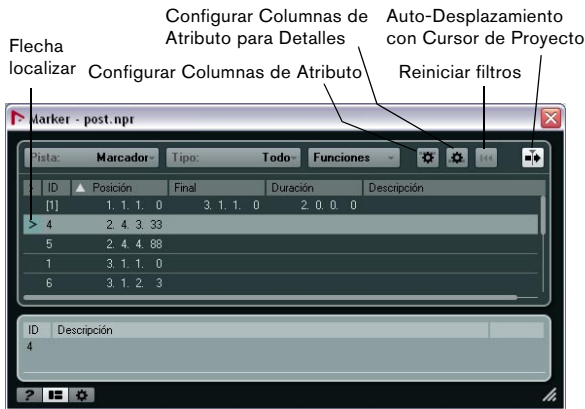 Configurar Columnas de
Atributo para Detalles
Auto-Desplazamiento
con Cursor de Proyecto
Flecha
localizar
Configurar Columnas de Atributo
Reiniciar filtros
Marker - post.npr
Pista: Marcador Tipo: Todo Funciones
> ID Posición Final Duración Descripción
[1] 1. 1. 1. 0 3. 1. 1. 0 2. 0. 0. 0
> 4 2. 4. 3. 33
5 2. 4. 4. 88
1 3. 1. 1. 0
6 3. 1. 2. 3
ID Descripción
4
?